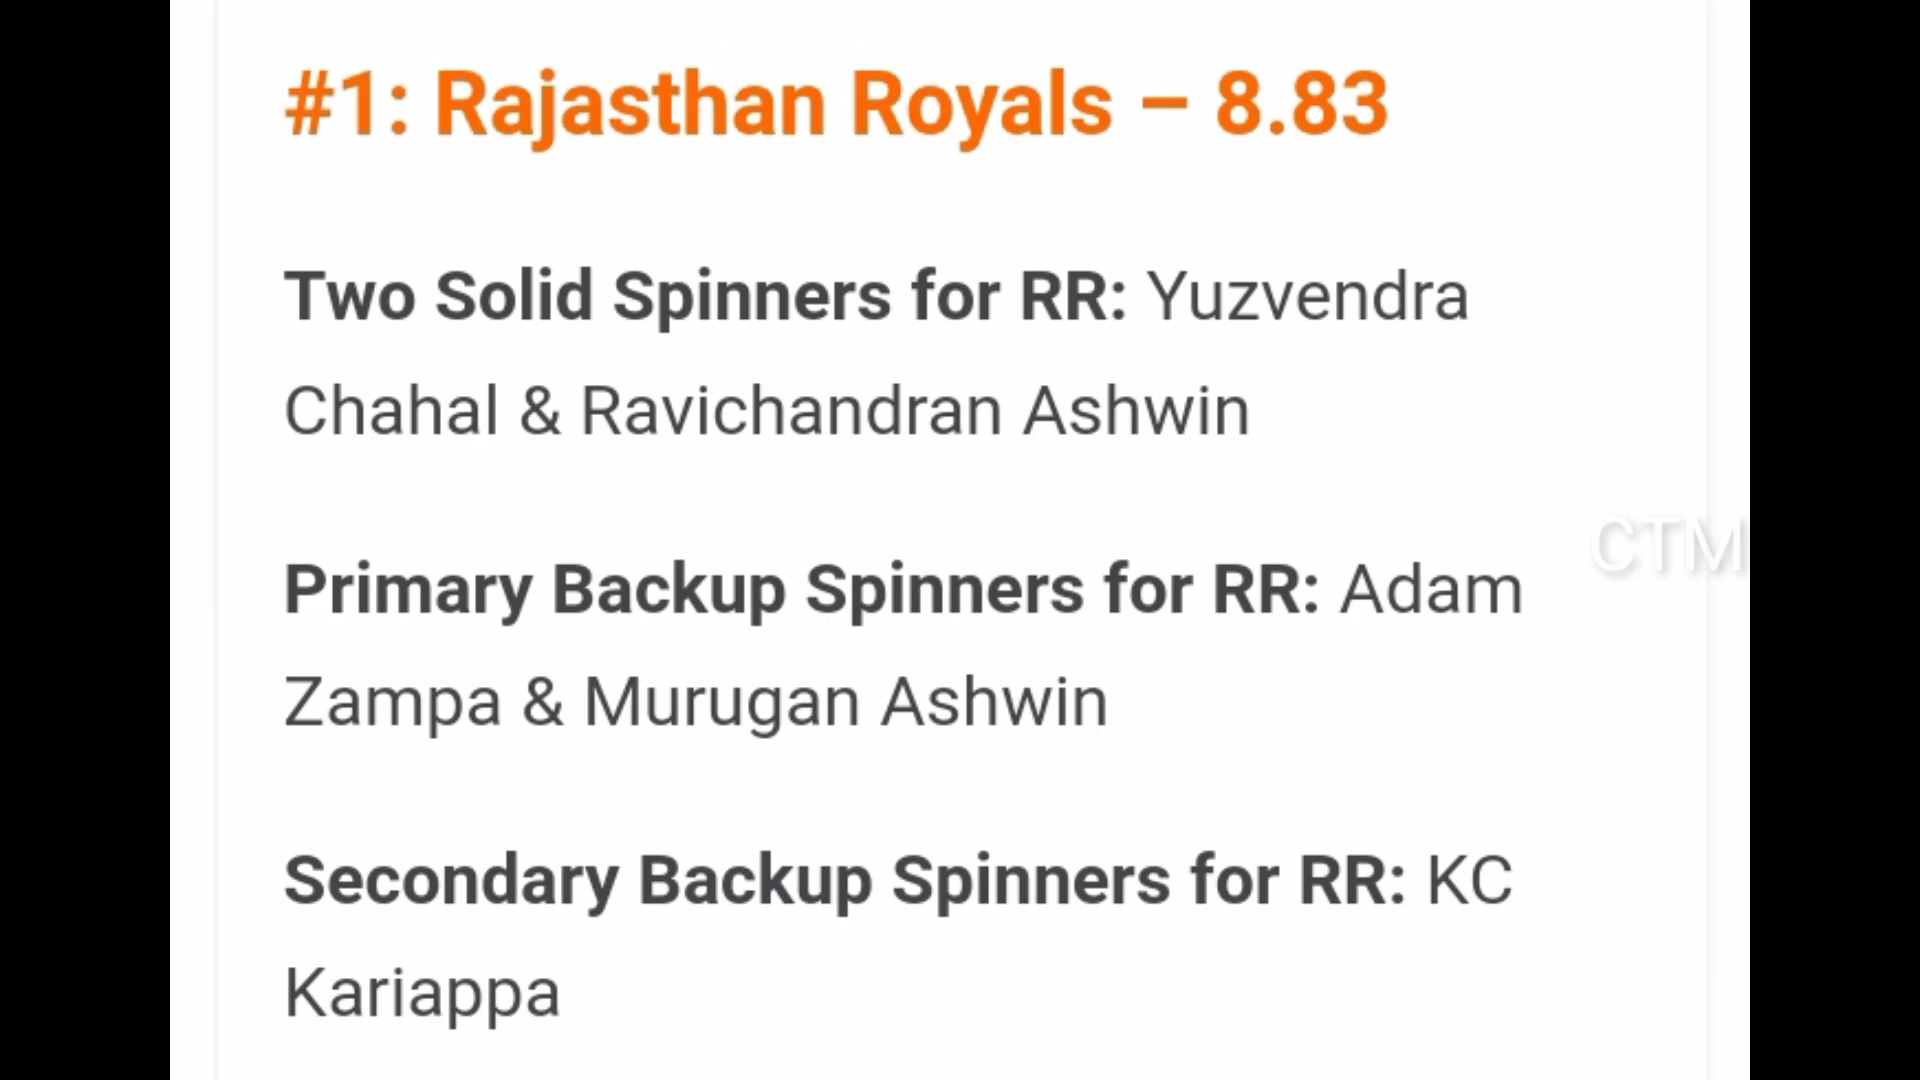 #1: Rajasthan Royals – 8.83
Two Solid Spinners for RR: Yuzvendra
Chahal & Ravichandran Ashwin
CTM
Primary Backup Spinners for RR: Adam
Zampa & Murugan Ashwin
Secondary Backup Spinners for RR: KC
Kariappa